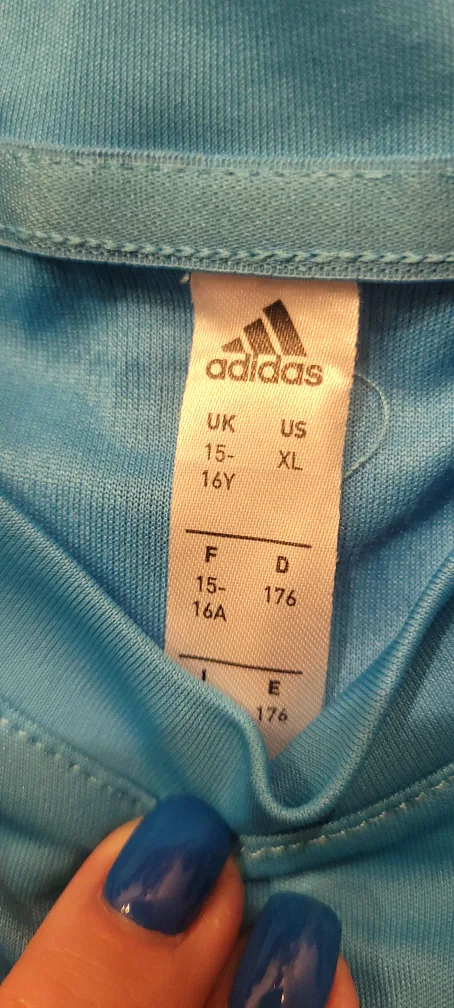 adidas
UK US
15- XL
16Y
F D
15- 176
16A
E
176